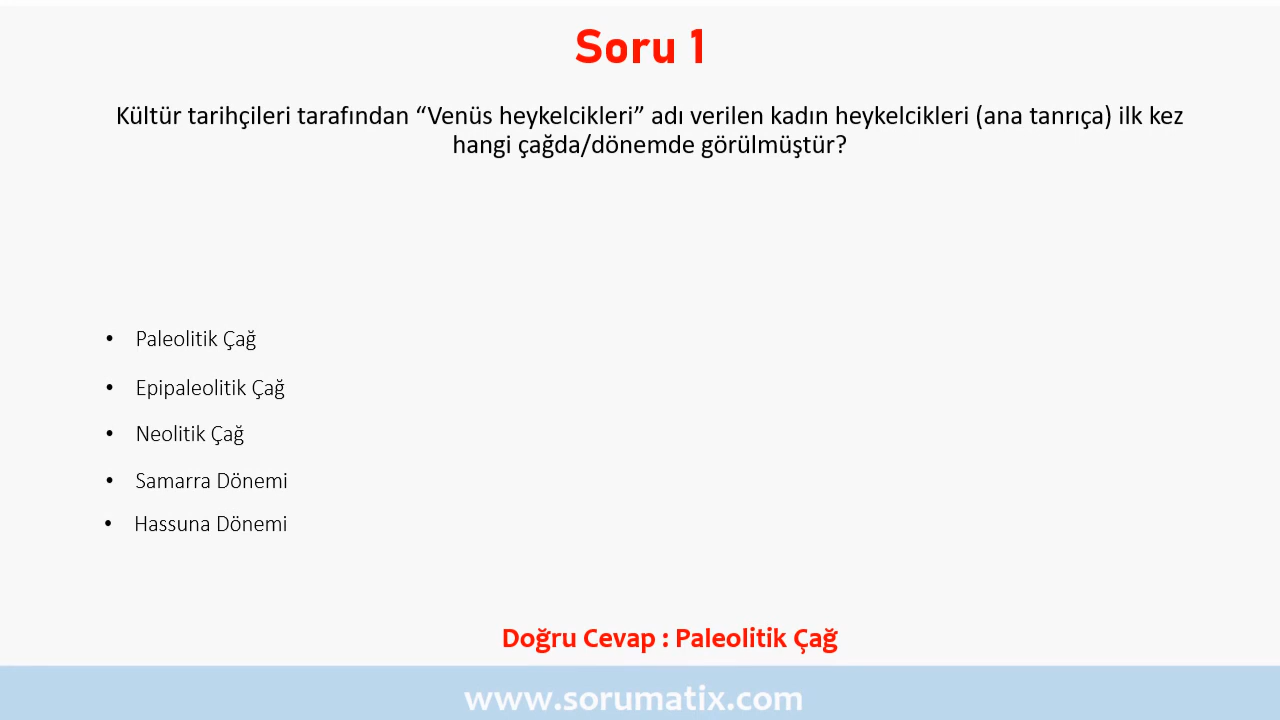 Soru 1
Kültür tarihçileri tarafından “Venüs heykelcikleri” adı verilen kadın heykelcikleri (ana tanrıça) ilk kez
hangi çağda/dönemde görülmüştür?
• Paleolitik Çağ
• Epipaleolitik Çağ
• Neolitik Çağ
• Samarra Dönemi
• Hassuna Dönemi
Doğru Cevap : Paleolitik Çağ
www.sorumatix.com